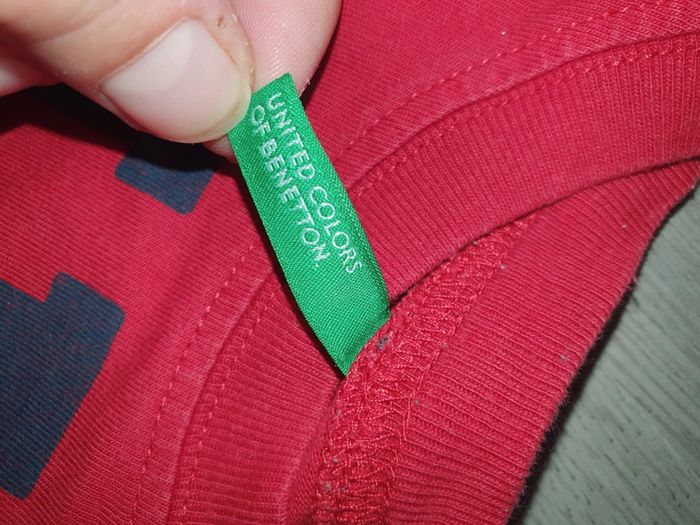 UNITED COLORS
OF BENETTON.